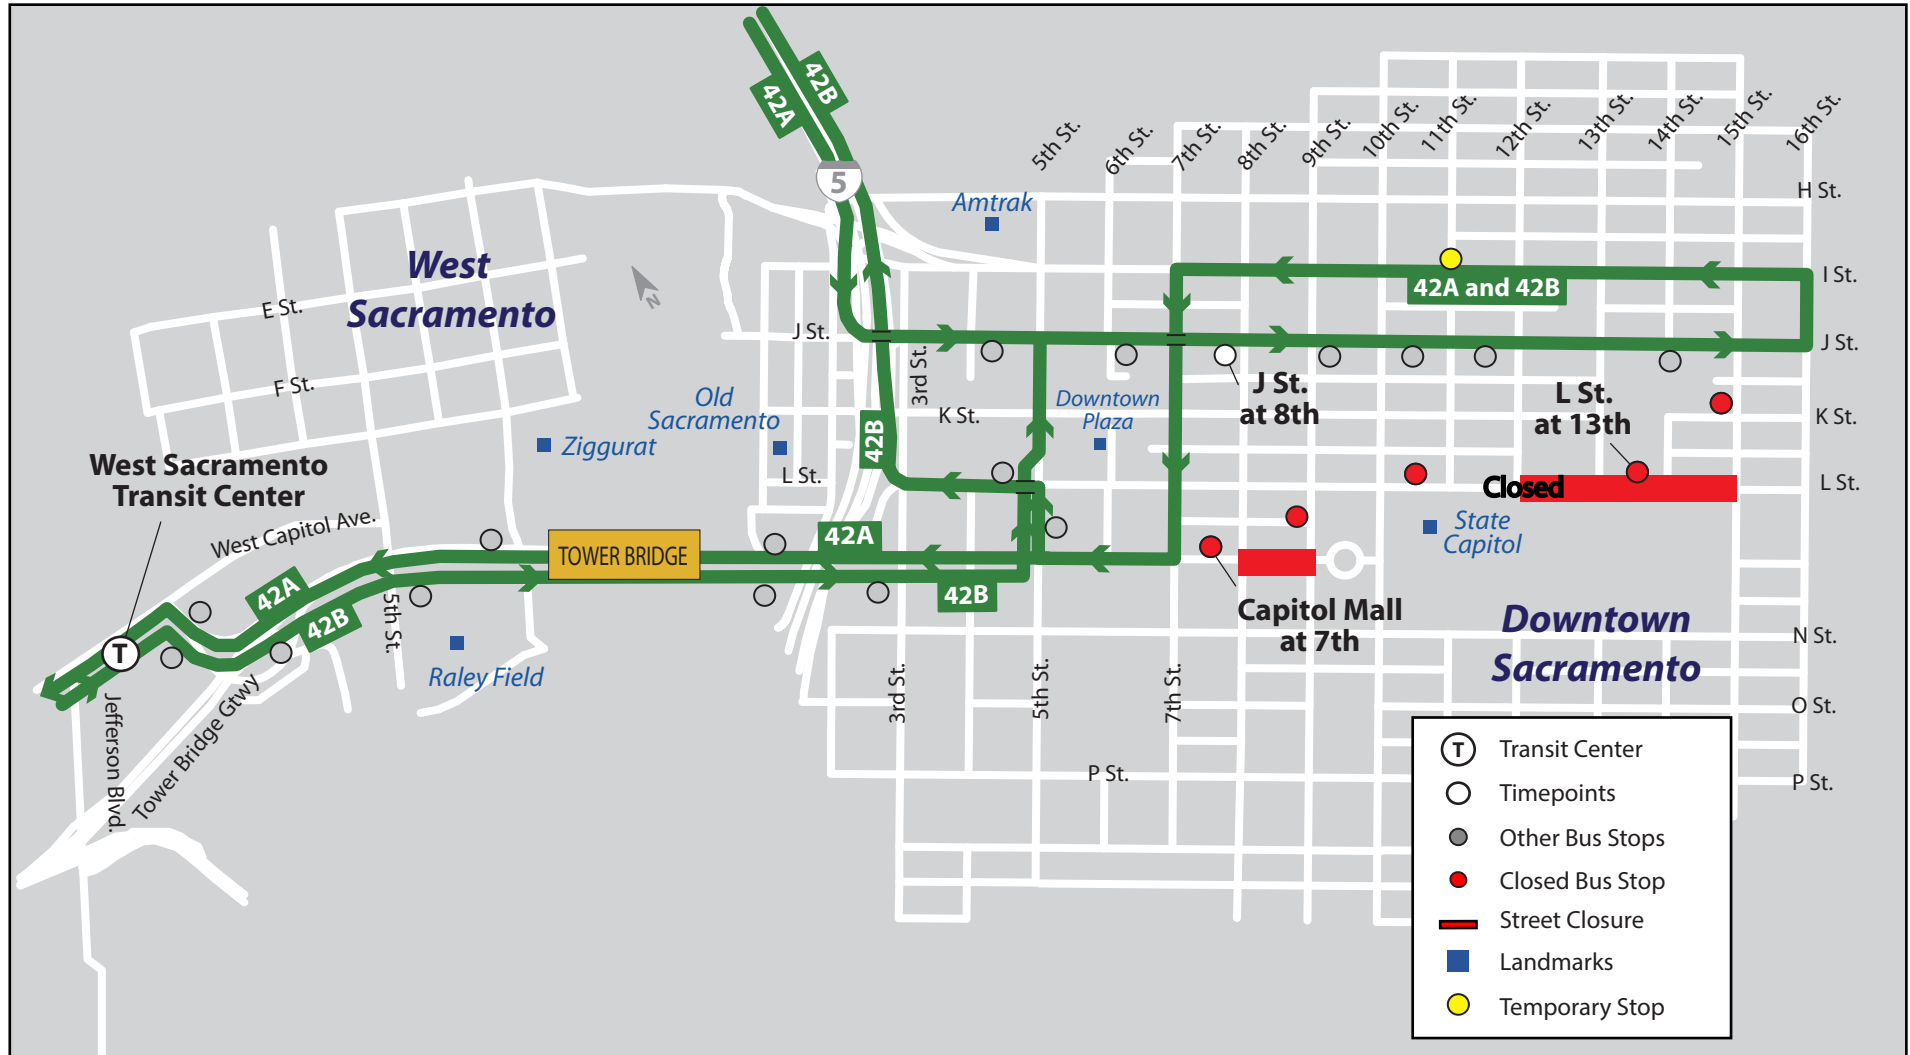 42B
42A
5
5th St.
6th St.
7th St.
8th St.
9th St.
10th St.
11th St.
12th St.
13th St.
14th St.
15th St.
16th St.
H St.
Amtrak
West
Sacramento
N
E St.
F St.
I St.
42A and 42B
J St.
J St.
3rd St.
J St.
at 8th
L St.
at 13th
Old
Sacramento
Downtown
Plaza
K St.
K St.
Ziggurat
42B
West Sacramento
Transit Center
L St.
Closed
L St.
West Capitol Ave.
State
Capitol
42A
TOWER BRIDGE
42A
42B
42B
5th St.
Capitol Mall
at 7th
Downtown
Sacramento
N St.
T
Raley Field
Jefferson Blvd.
Tower Bridge Gtwy
3rd St.
5th St.
7th St.
O St.
P St.
P St.
T
Transit Center
Timepoints
Other Bus Stops
Closed Bus Stop
Street Closure
Landmarks
Temporary Stop